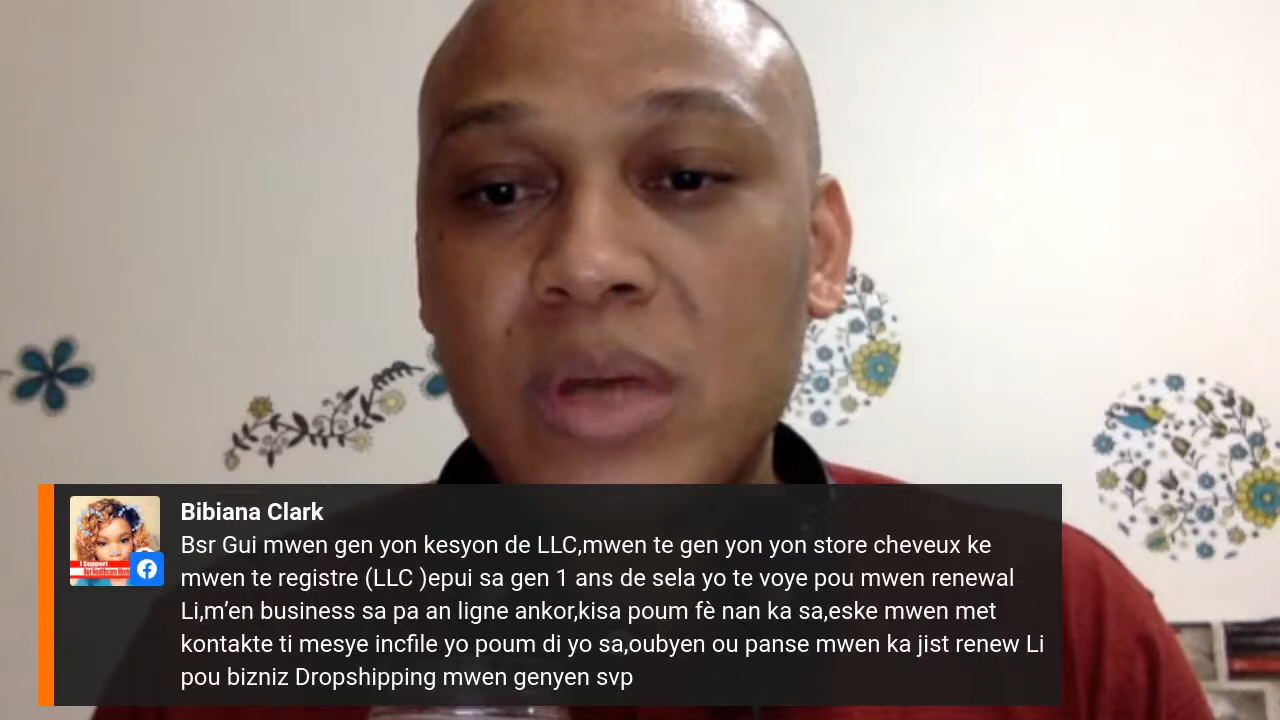 Bibiana Clark
Bsr Gui mwen gen yon kesyon de LLC,mwen te gen yon yon store cheveux ke
mwen te registre (LLC )epui sa gen 1 ans de sela yo te voye pou mwen renewal
Li,m’en business sa pa an ligne ankor,kisa poum fè nan ka sa,eske mwen met
kontakte ti mesye incfile yo poum di yo sa,oubyen ou panse mwen ka jist renew Li
pou bizniz Dropshipping mwen genyen svp
I Support